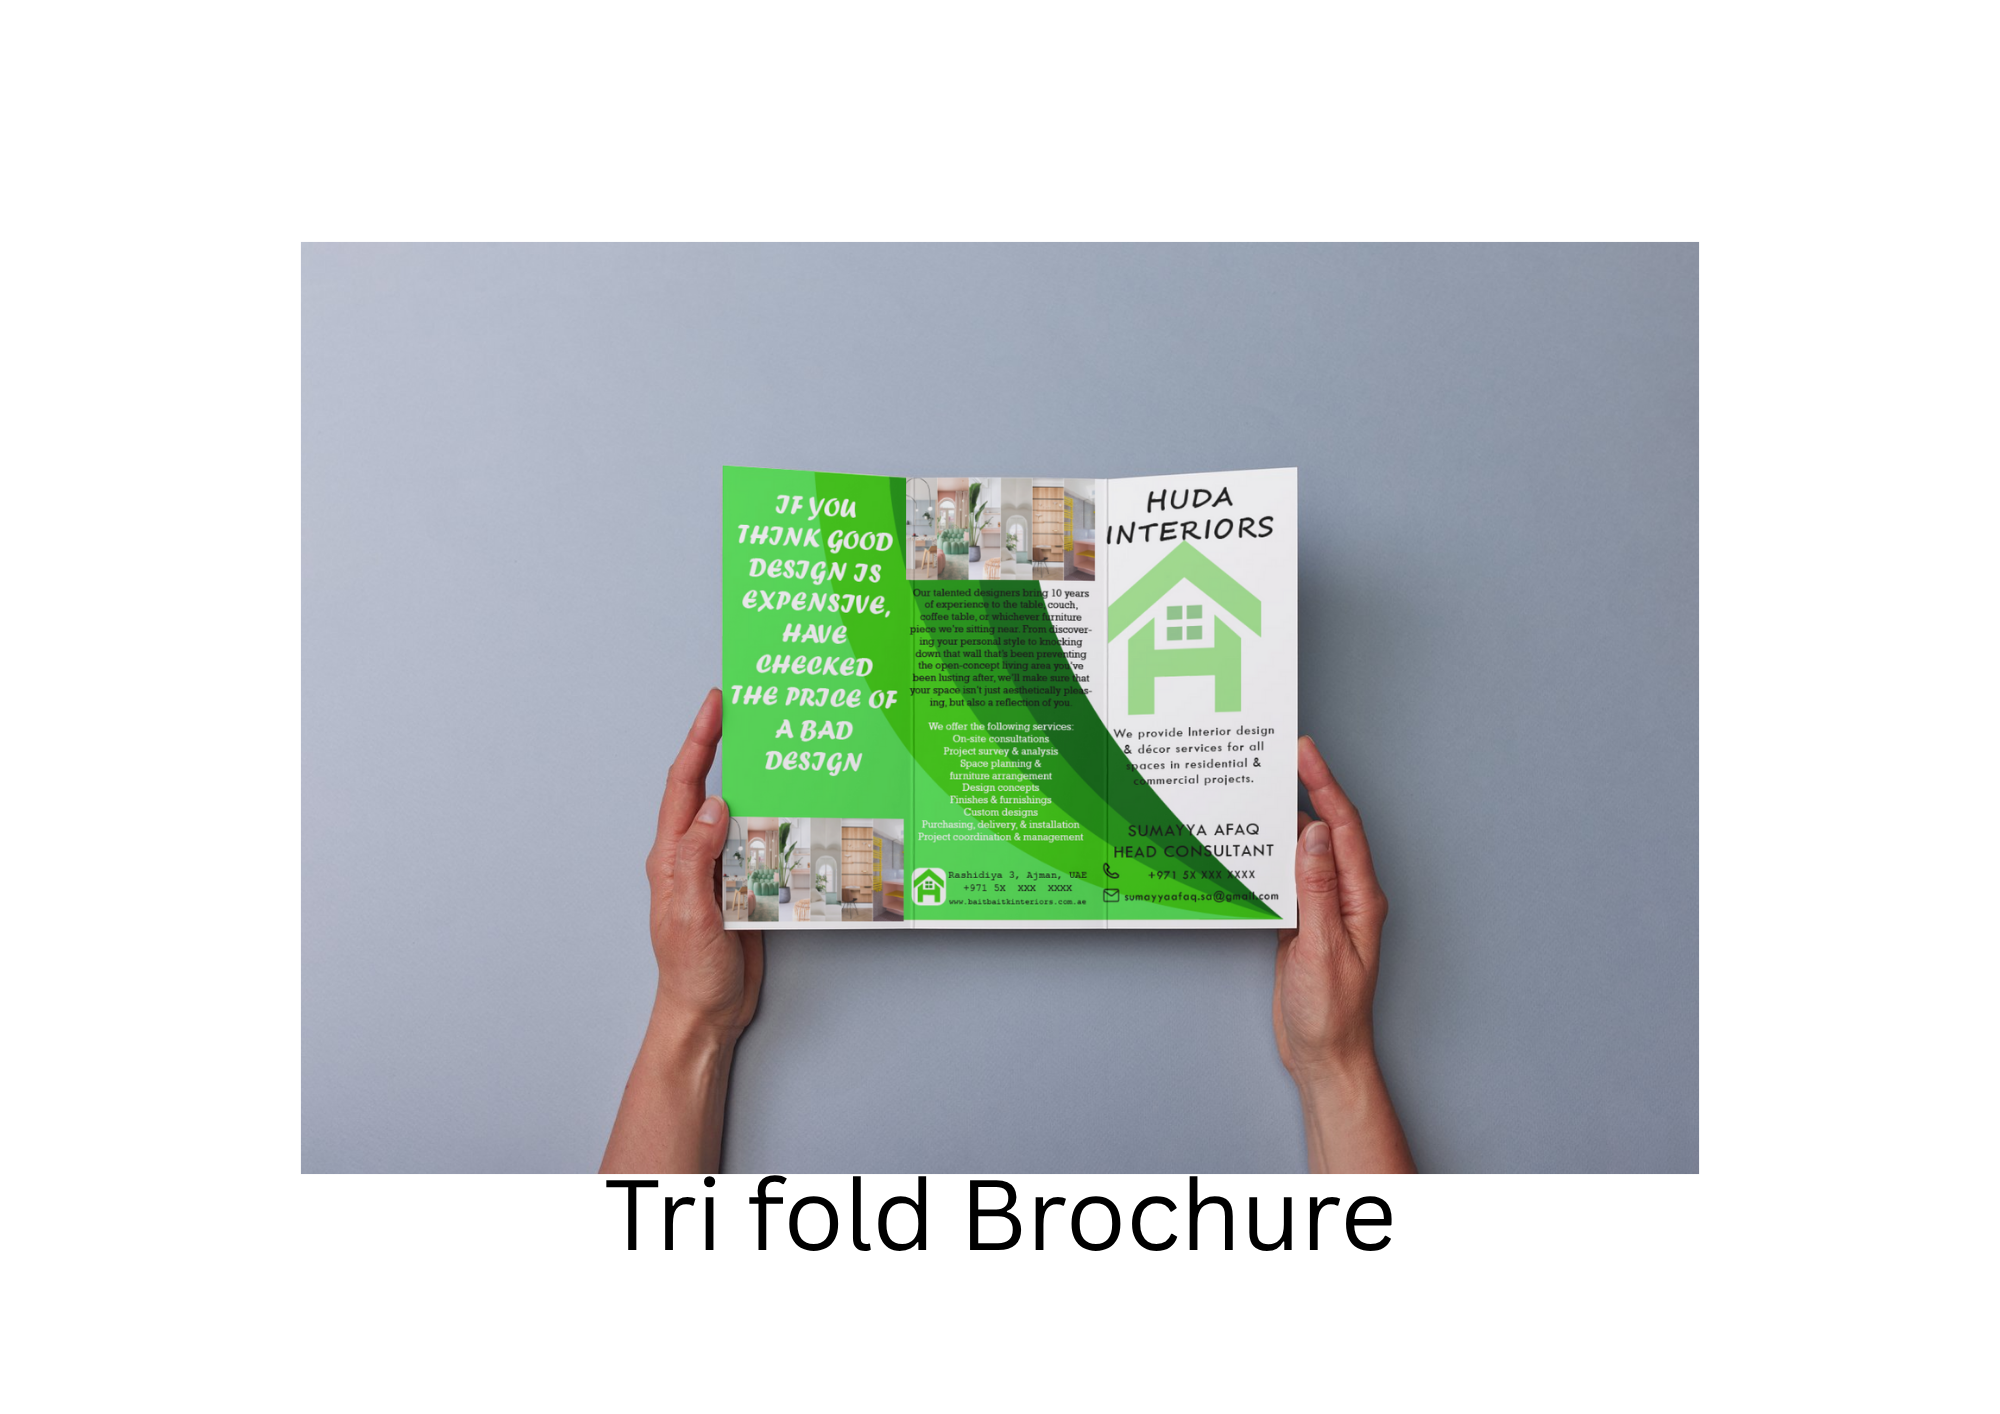 IF YOU
THINK GOOD
DESIGN IS
EXPENSIVE,
HAVE
CHECKED
THE PRICE OF
A BAD
DESIGN
Our talented designers bring 10 years
of experience to the table, couch,
coffee table, or whichever furniture
piece we're sitting near. From discover-
ing your personal style to knocking
down that wall that's been preventing
the open-concept living area you've
been lusting after, we'll make sure that
your space isn't just aesthetically pleas-
ing, but also a reflection of you.
We offer the following services:
On-site consultations
Project survey & analysis
Space planning &
furniture arrangement
Design concepts
Finishes & furnishings
Custom designs
Purchasing, delivery, & installation
Project coordination & management
Rashidiya 3, Ajman, UAE
+971 5X XXX XXXX
www.baitbaitkinteriors.com.ae
HUDA
INTERIORS
We provide Interior design
& décor services for all
spaces in residential &
commercial projects.
SUMAYYA AFAQ
HEAD CONSULTANT
+971 5X XXX XXXX
sumayyaafaq.sa@gmail.com
Tri fold Brochure